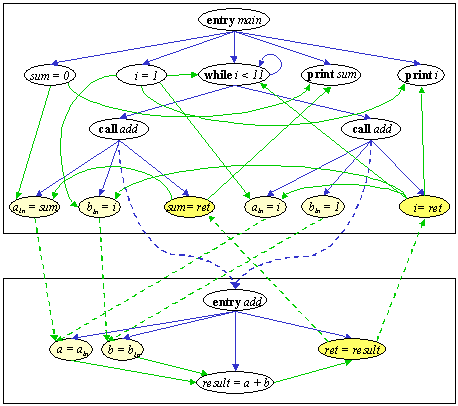 entry main
sum = 0
i = 1
while i < 11
print sum
print i
call add
call add
a_in = sum
b_in = i
sum = ret
a_in = i
b_in = 1
i = ret
entry add
a = a_in
b = b_in
ret = result
result = a + b